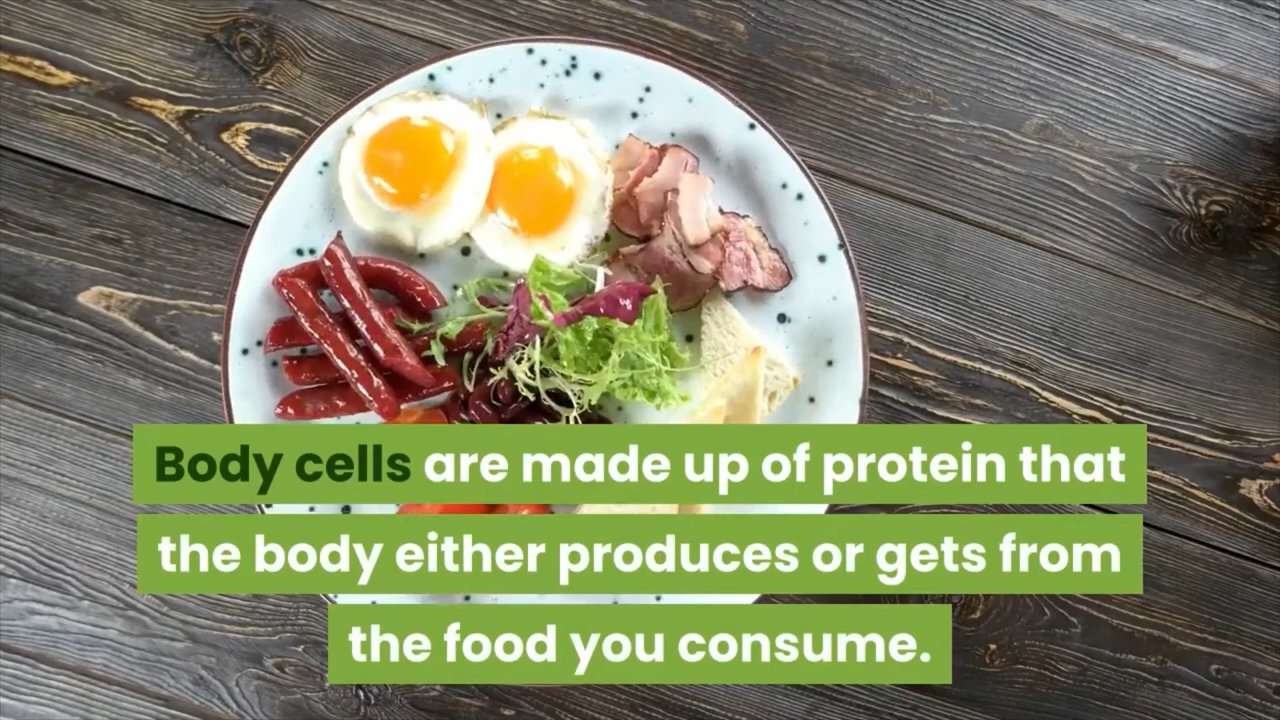 Body cells are made up of protein that
the body either produces or gets from
the food you consume.